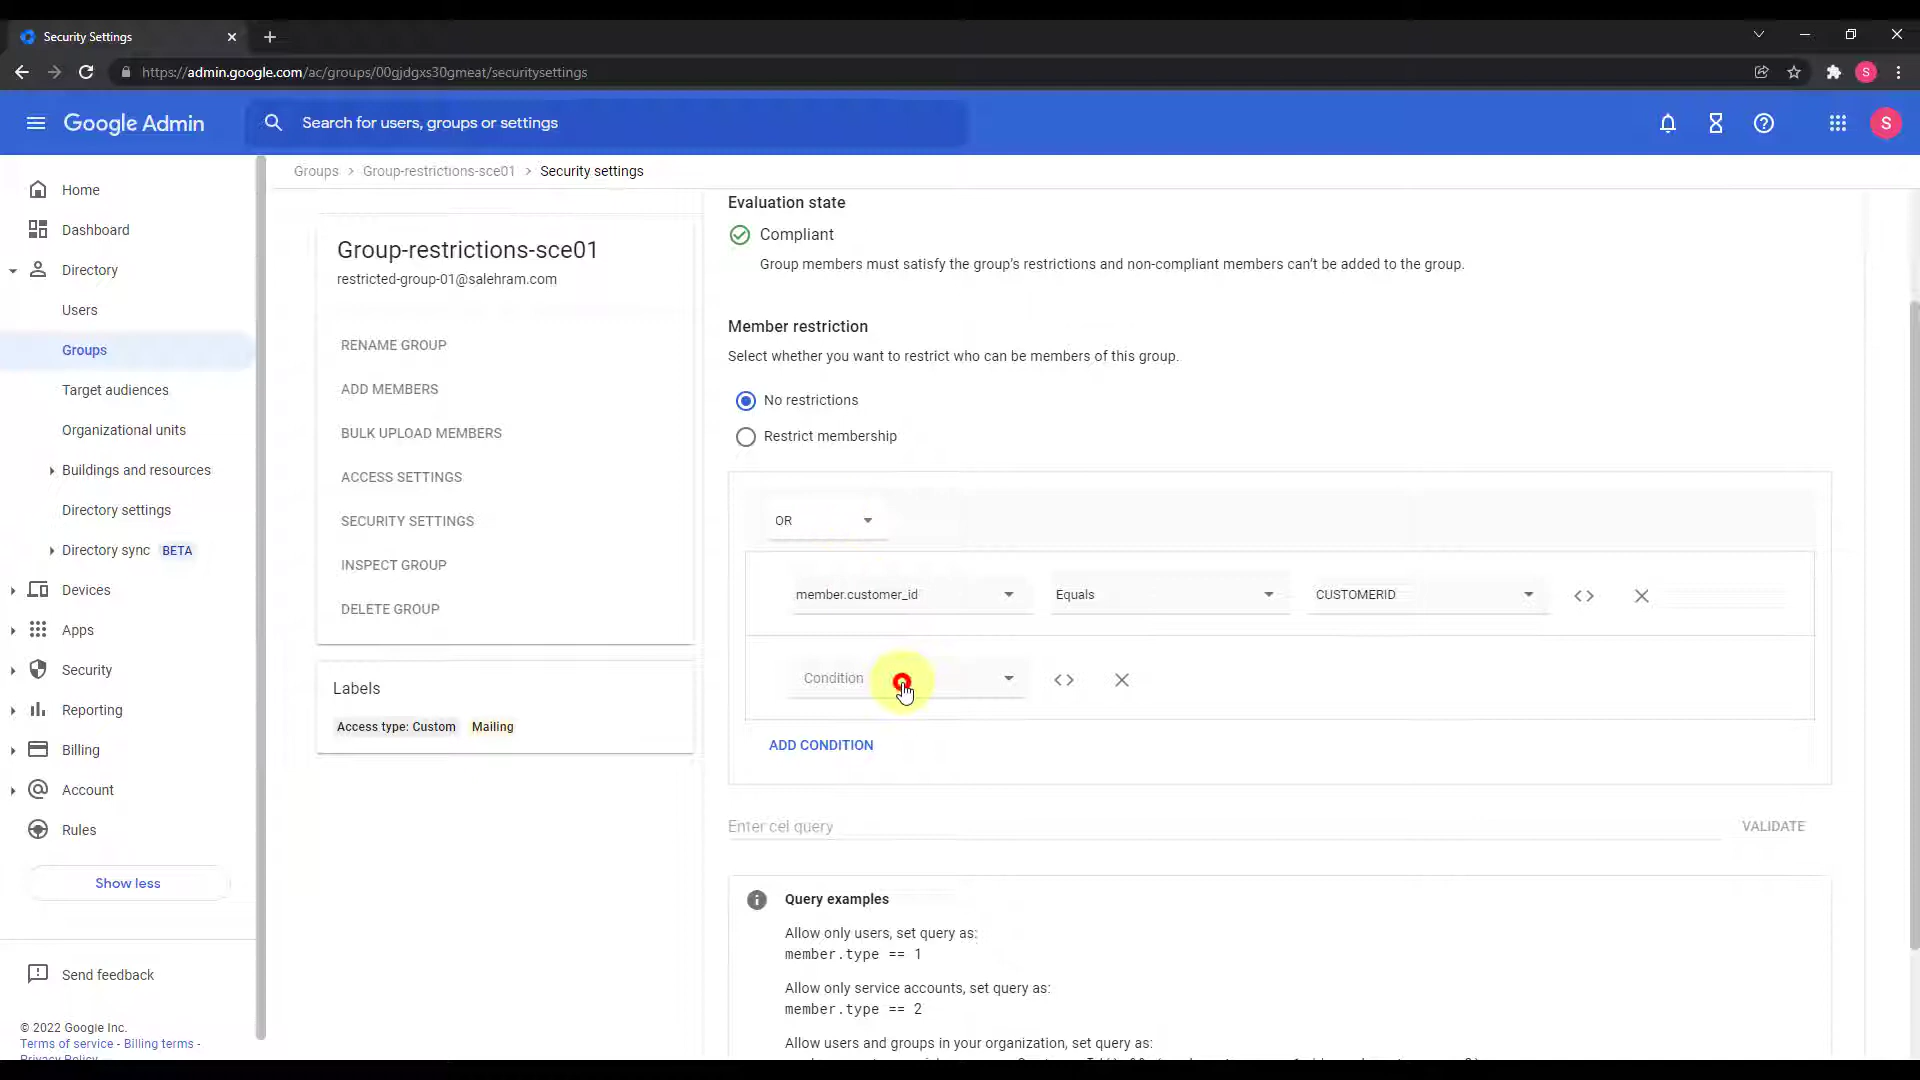 Security Settings
https://admin.google.com/ac/groups/00gjdgxs30gmeat/securitysettings
S
Google Admin
Search for users, groups or settings
S
Home
Dashboard
Directory
Users
Groups
Target audiences
Organizational units
Buildings and resources
Directory settings
Directory sync BETA
Devices
Apps
Security
Reporting
Billing
Account
Rules
Show less
Send feedback
© 2022 Google Inc.
Terms of service - Billing terms -
Privacy Policy
Groups > Group-restrictions-sce01 > Security settings
Group-restrictions-sce01
restricted-group-01@salehram.com
RENAME GROUP
ADD MEMBERS
BULK UPLOAD MEMBERS
ACCESS SETTINGS
SECURITY SETTINGS
INSPECT GROUP
DELETE GROUP
Labels
Access type: Custom Mailing
Evaluation state
Compliant
Group members must satisfy the group's restrictions and non-compliant members can't be added to the group.
Member restriction
Select whether you want to restrict who can be members of this group.
No restrictions
Restrict membership
OR
member.customer_id Equals CUSTOMERID
Condition
ADD CONDITION
Enter cel query VALIDATE
Query examples
Allow only users, set query as:
member.type == 1
Allow only service accounts, set query as:
member.type == 2
Allow users and groups in your organization, set query as: